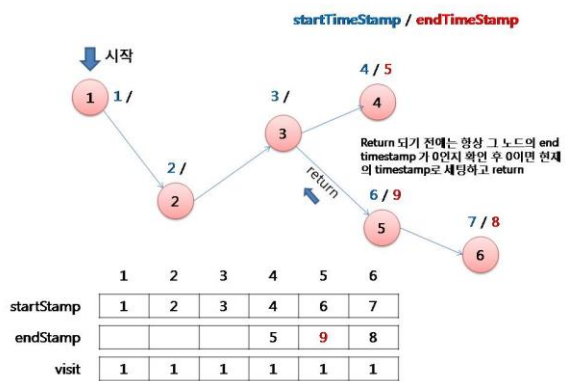 startTimeStamp / endTimeStamp
시작
1
1 /
2 /
2
3 /
3
4 / 5
4
Return 되기 전에는 항상 그 노드의 end
timestamp 가 0인지 확인 후 0이면 현재
의 timestamp로 세팅하고 return
return
6 / 9
5
7 / 8
6
1 2 3 4 5 6
startStamp 1 2 3 4 6 7
endStamp 5 9 8
visit 1 1 1 1 1 1